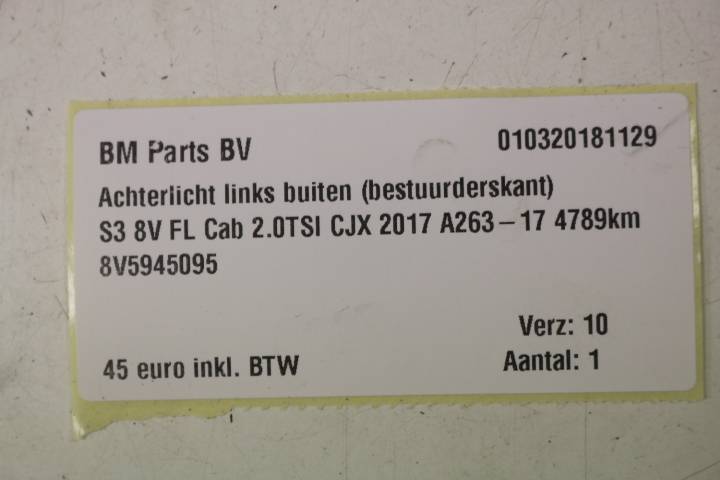 BM Parts BV 010320181129
Achterlicht links buiten (bestuurderskant)
S3 8V FL Cab 2.0TSI CJX 2017 A263-17 4789km
8V5945095
Verz: 10
45 euro inkl. BTW Aantal: 1